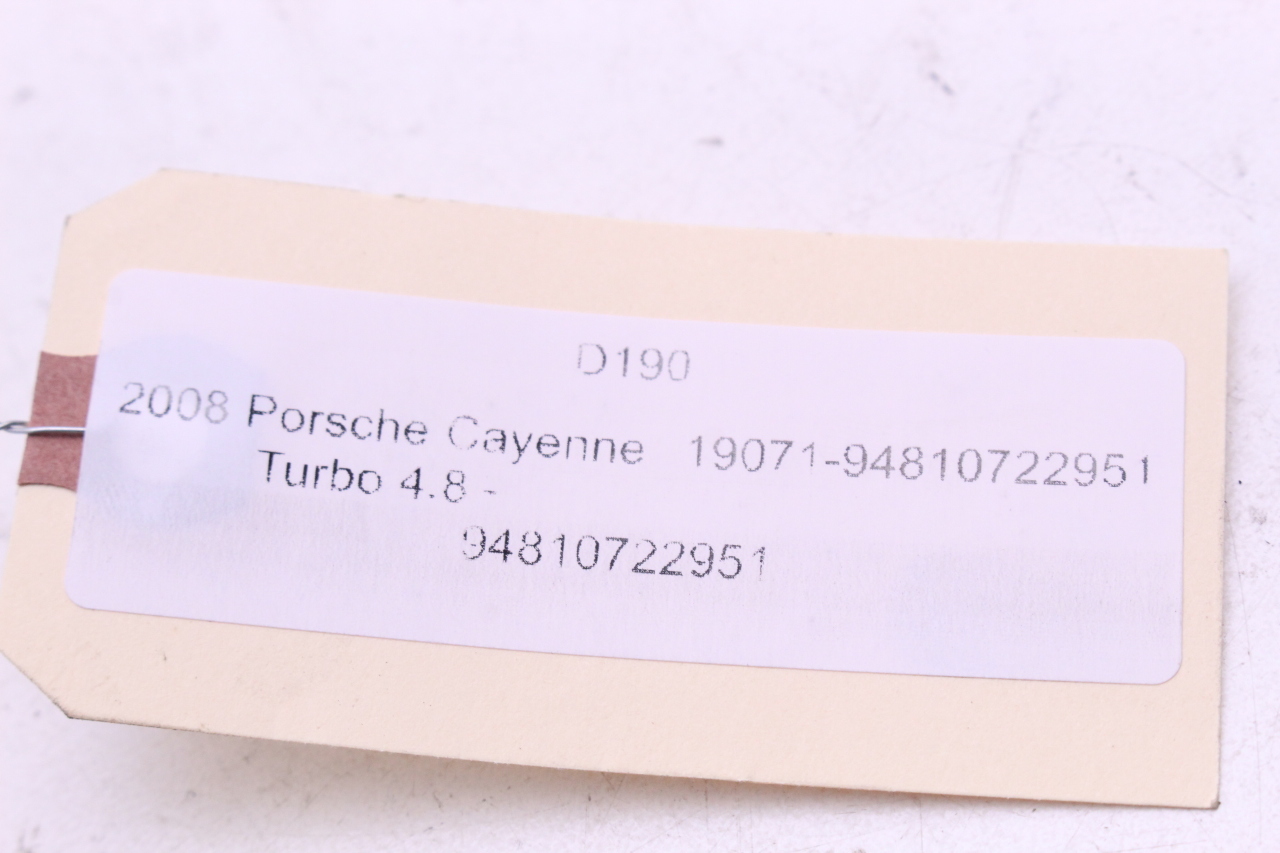 D190
2008 Porsche Cayenne 19071-94810722951
Turbo 4.8 -
94810722951